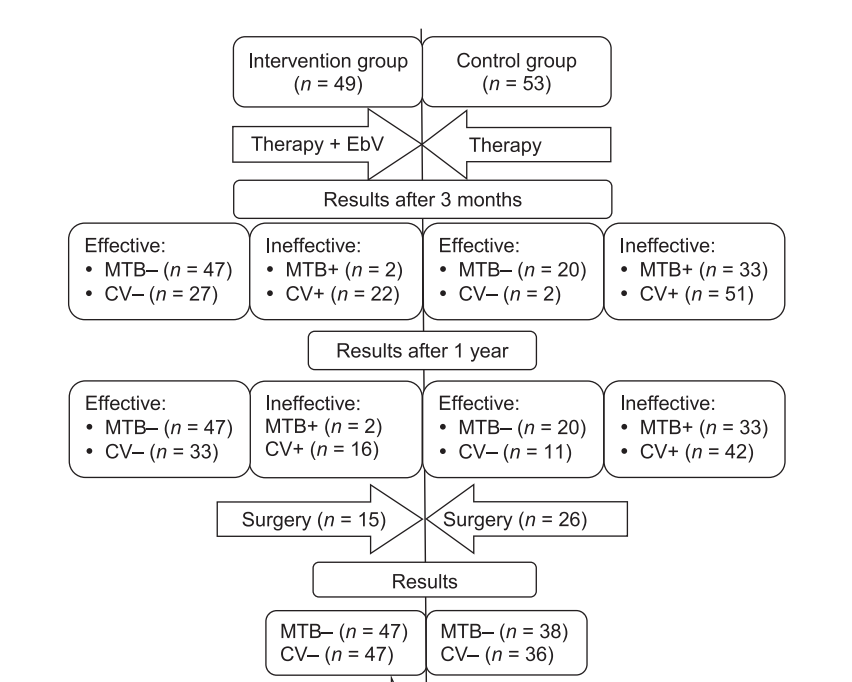 Intervention group
(n = 49)
Control group
(n = 53)
Therapy + EbV
Therapy
Results after 3 months
Effective:
• MTB– (n = 47)
• CV– (n = 27)
Ineffective:
• MTB+ (n = 2)
• CV+ (n = 22)
Effective:
• MTB– (n = 20)
• CV– (n = 2)
Ineffective:
• MTB+ (n = 33)
• CV+ (n = 51)
Results after 1 year
Effective:
• MTB– (n = 47)
• CV– (n = 33)
Ineffective:
MTB+ (n = 2)
CV+ (n = 16)
Effective:
• MTB– (n = 20)
• CV– (n = 11)
Ineffective:
• MTB+ (n = 33)
• CV+ (n = 42)
Surgery (n = 15)
Surgery (n = 26)
Results
MTB– (n = 47)
CV– (n = 47)
MTB– (n = 38)
CV– (n = 36)